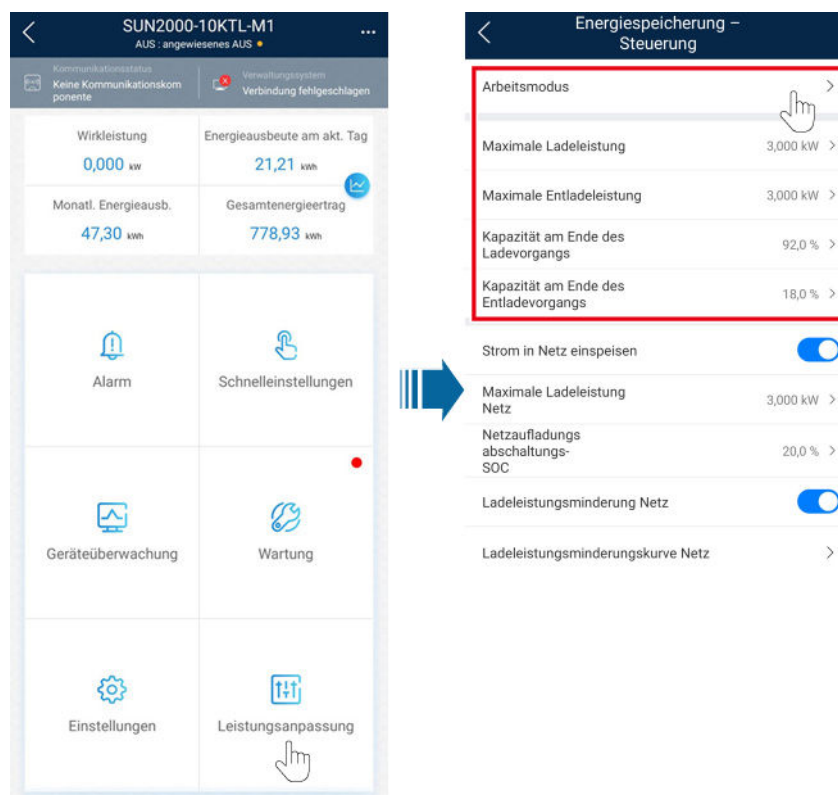 SUN2000-10KTL-M1
AUS : angewiesenes AUS
Kommunikationsstatus
Keine Kommunikationskom
ponente
Verwaltungssystem
Verbindung fehlgeschlagen
Wirkleistung
0,000 kW
Energieausbeute am akt. Tag
21,21 kWh
Monatl. Energieausb.
47,30 kWh
Gesamtenergieertrag
778,93 kWh
Alarm
Schnelleinstellungen
Geräteüberwachung
Wartung
Einstellungen
Leistungsanpassung
Energiespeicherung –
Steuerung
Arbeitsmodus
Maximale Ladeleistung
3,000 kW
Maximale Entladeleistung
3,000 kW
Kapazität am Ende des
Ladevorgangs
92,0 %
Kapazität am Ende des
Entladevorgangs
18,0 %
Strom in Netz einspeisen
Maximale Ladeleistung
Netz
3,000 kW
Netzaufladungs
abschaltungs-
SOC
20,0 %
Ladeleistungsminderung Netz
Ladeleistungsminderungskurve Netz